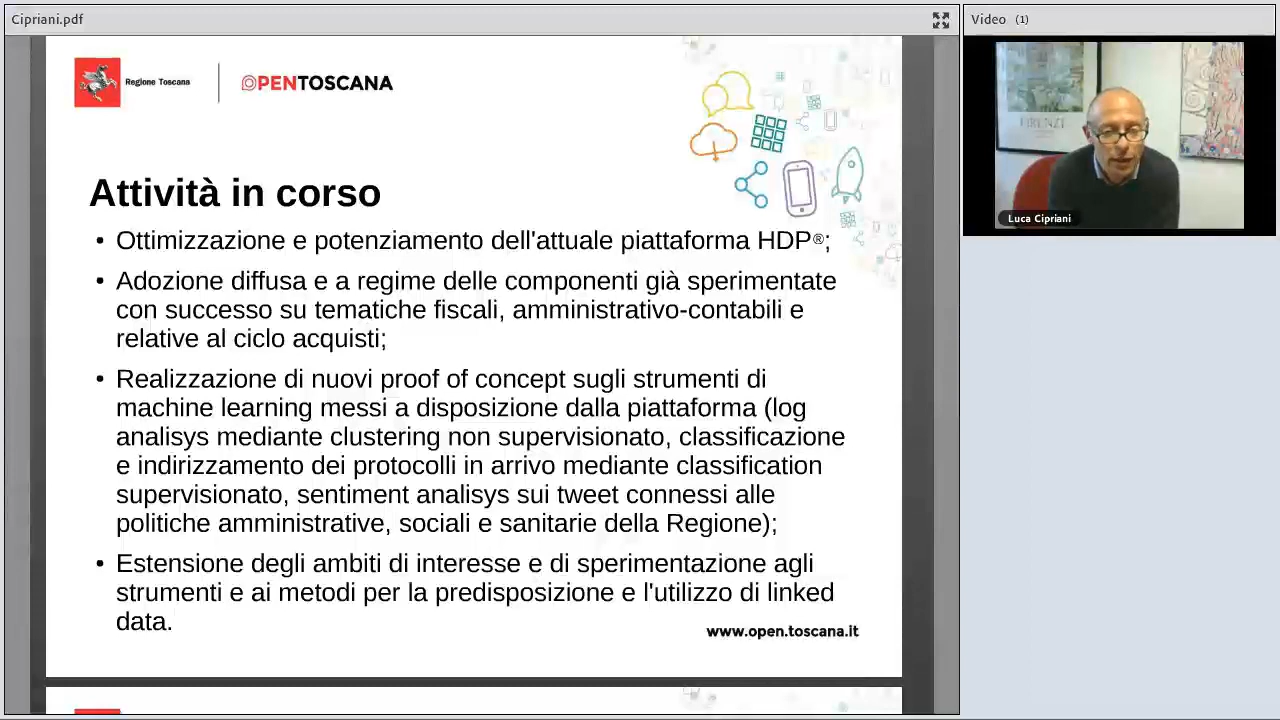 Cipriani.pdf
Video (1)
Regione Toscana
OPENTOSCANA
FIRENZE
Luca Cipriani
Attività in corso
• Ottimizzazione e potenziamento dell'attuale piattaforma HDP®;
• Adozione diffusa e a regime delle componenti già sperimentate
con successo su tematiche fiscali, amministrativo-contabili e
relative al ciclo acquisti;
• Realizzazione di nuovi proof of concept sugli strumenti di
machine learning messi a disposizione dalla piattaforma (log
analisys mediante clustering non supervisionato, classificazione
e indirizzamento dei protocolli in arrivo mediante classification
supervisionato, sentiment analisys sui tweet connessi alle
politiche amministrative, sociali e sanitarie della Regione);
• Estensione degli ambiti di interesse e di sperimentazione agli
strumenti e ai metodi per la predisposizione e l'utilizzo di linked
data.
www.open.toscana.it